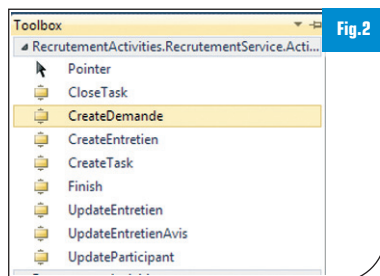 Toolbox
Fig.2
RecrutementActivities.RecrutementService.Acti...
Pointer
CloseTask
CreateDemande
CreateEntretien
CreateTask
Finish
UpdateEntretien
UpdateEntretienAvis
UpdateParticipant